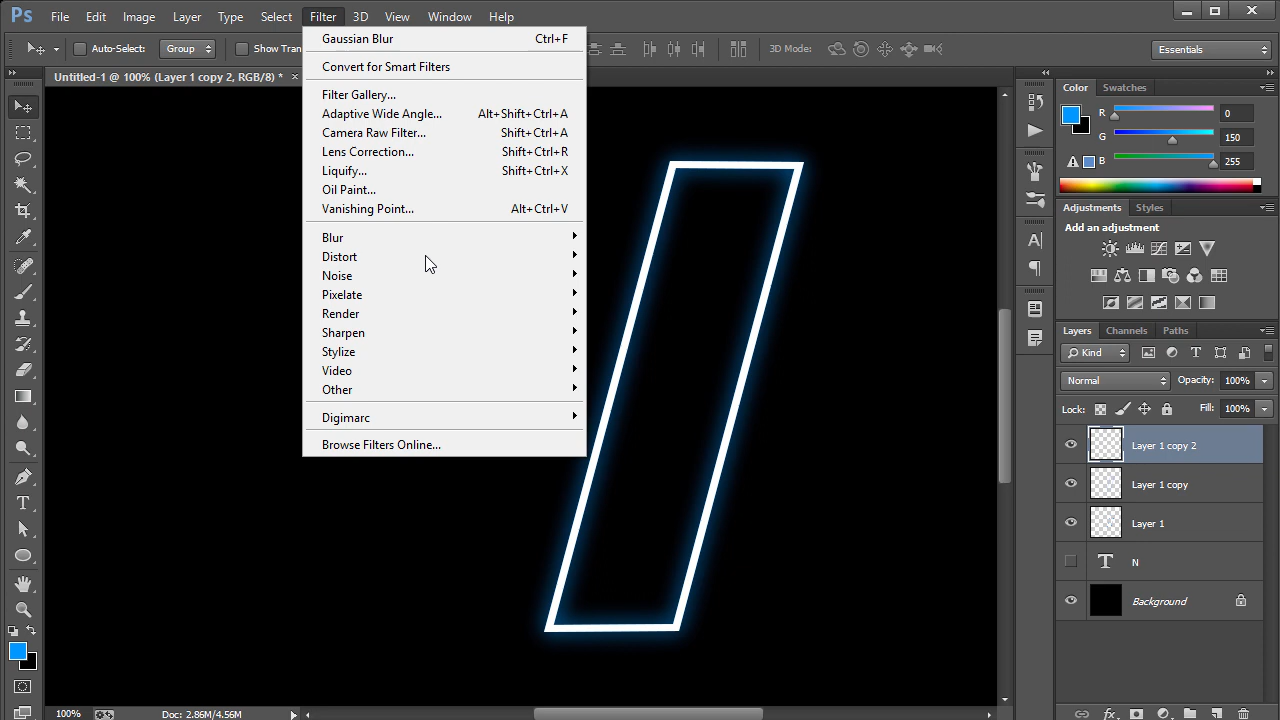 Ps File Edit Image Layer Type Select Filter 3D View Window Help
Auto-Select: Group Show Tran 3D Mode: Essentials
Untitled-1 @ 100% (Layer 1 copy 2, RGB/8) * ×
Gaussian Blur Ctrl+F
Convert for Smart Filters
Filter Gallery...
Adaptive Wide Angle... Alt+Shift+Ctrl+A
Camera Raw Filter... Shift+Ctrl+A
Lens Correction... Shift+Ctrl+R
Liquify... Shift+Ctrl+X
Oil Paint...
Vanishing Point... Alt+Ctrl+V
Blur
Distort
Noise
Pixelate
Render
Sharpen
Stylize
Video
Other
Digimarc
Browse Filters Online...
Color Swatches
R 0
G 150
B 255
Adjustments Styles
Add an adjustment
Layers Channels Paths
Kind
Normal Opacity: 100%
Lock: Fill: 100%
Layer 1 copy 2
Layer 1 copy
Layer 1
T N
Background
100% Doc: 2.86M/4.56M